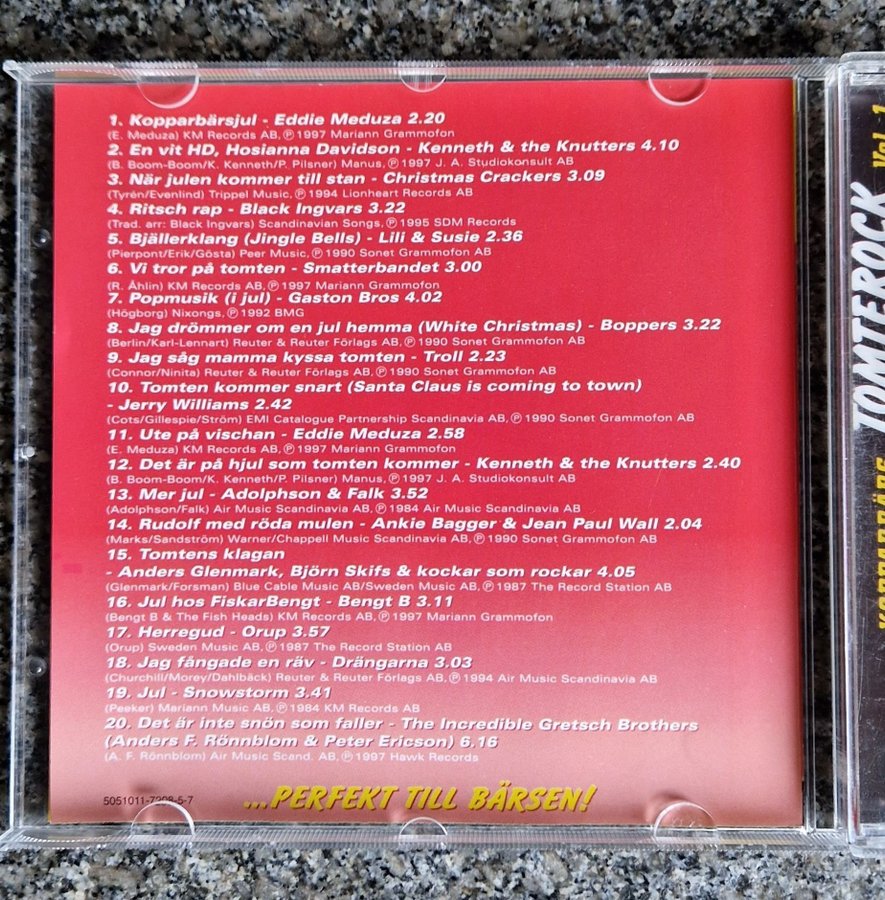 1. Kopparbärsjul - Eddie Meduza 2.20
(E. Meduza) KM Records AB, ℗ 1997 Mariann Grammofon
2. En vit HD, Hosianna Davidson - Kenneth & the Knutters 4.10
(B. Boom-Boom/K. Kenneth/P. Pilsner) Manus, ℗ 1997 J. A. Studiokonsult AB
3. När julen kommer till stan - Christmas Crackers 3.09
(Tyrén/Evenlind) Trippel Music, ℗ 1994 Lionheart Records AB
4. Ritsch rap - Black Ingvars 3.22
(Trad. arr: Black Ingvars) Scandinavian Songs, ℗ 1995 SDM Records
5. Bjällerklang (Jingle Bells) - Lili & Susie 2.36
(Pierpont/Erik/Gösta) Peer Music, ℗ 1990 Sonet Grammofon AB
6. Vi tror på tomten - Smatterbandet 3.00
(R. Åhlin) KM Records AB, ℗ 1997 Mariann Grammofon
7. Popmusik (i jul) - Gaston Bros 4.02
(Högborg) Nixongs, ℗ 1992 BMG
8. Jag drömmer om en jul hemma (White Christmas) - Boppers 3.22
(Berlin/Karl-Lennart) Reuter & Reuter Förlags AB, ℗ 1990 Sonet Grammofon AB
9. Jag såg mamma kyssa tomten - Troll 2.23
(Connor/Ninita) Reuter & Reuter Förlags AB, ℗ 1990 Sonet Grammofon AB
10. Tomten kommer snart (Santa Claus is coming to town)
- Jerry Williams 2.42
(Cots/Gillespie/Ström) EMI Catalogue Partnership Scandinavia AB, ℗ 1990 Sonet Grammofon AB
11. Ute på vischan - Eddie Meduza 2.58
(E. Meduza) KM Records AB, ℗ 1997 Mariann Grammofon
12. Det är på hjul som tomten kommer - Kenneth & the Knutters 2.40
(B. Boom-Boom/K. Kenneth/P. Pilsner) Manus, ℗ 1997 J. A. Studiokonsult AB
13. Mer jul - Adolphson & Falk 3.52
(Adolphson/Falk) Air Music Scandinavia AB, ℗ 1984 Air Music Scandinavia AB
14. Rudolf med röda mulen - Ankie Bagger & Jean Paul Wall 2.04
(Marks/Sandström) Warner/Chappell Music Scandinavia AB, ℗ 1990 Sonet Grammofon AB
15. Tomtens klagan
- Anders Glenmark, Björn Skifs & kockar som rockar 4.05
(Glenmark/Forsman) Blue Cable Music AB/Sweden Music AB, ℗ 1987 The Record Station AB
16. Jul hos FiskarBengt - Bengt B 3.11
(Bengt B & The Fish Heads) KM Records AB, ℗ 1997 Mariann Grammofon
17. Herregud - Orup 3.57
(Orup) Sweden Music AB, ℗ 1987 The Record Station AB
18. Jag fångade en räv - Drängarna 3.03
(Churchill/Morey/Dahlbäck) Reuter & Reuter Förlags AB, ℗ 1994 Air Music Scandinavia AB
19. Jul - Snowstorm 3.41
(Peeker) Mariann Music AB, ℗ 1984 KM Records AB
20. Det är inte snön som faller - The Incredible Gretsch Brothers
(Anders F. Rönnblom & Peter Ericson) 6.16
(A. F. Rönnblom) Air Music Scand. AB, ℗ 1997 Hawk Records
5051011-7298-5-7
...PERFEKT TILL BÄRSEN!
TOMTEROCK Vol. 1